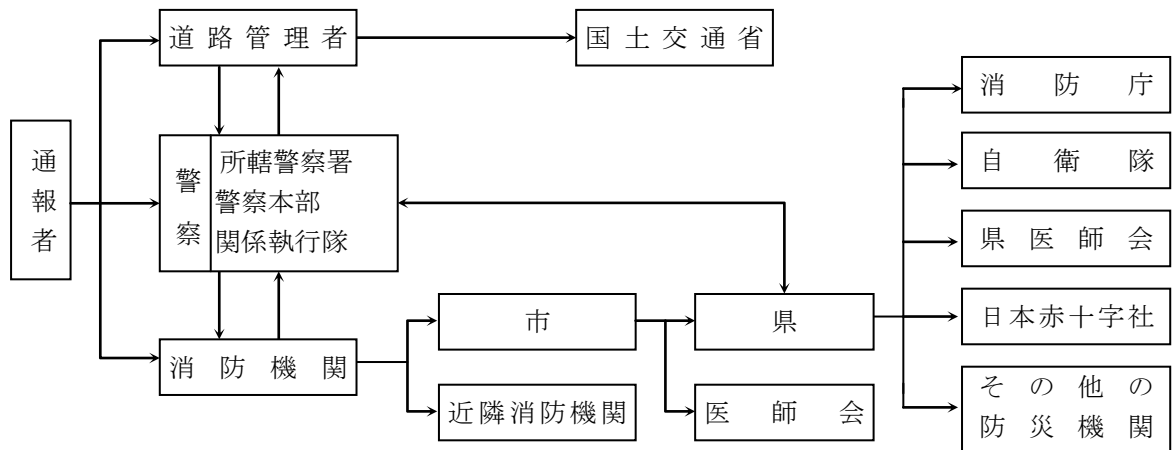 道路管理者
国土交通省
消防庁
通報者
警察
所轄警察署
警察本部
関係執行隊
自衛隊
県医師会
市
県
日本赤十字社
消防機関
近隣消防機関
医師会
その他の
防災機関